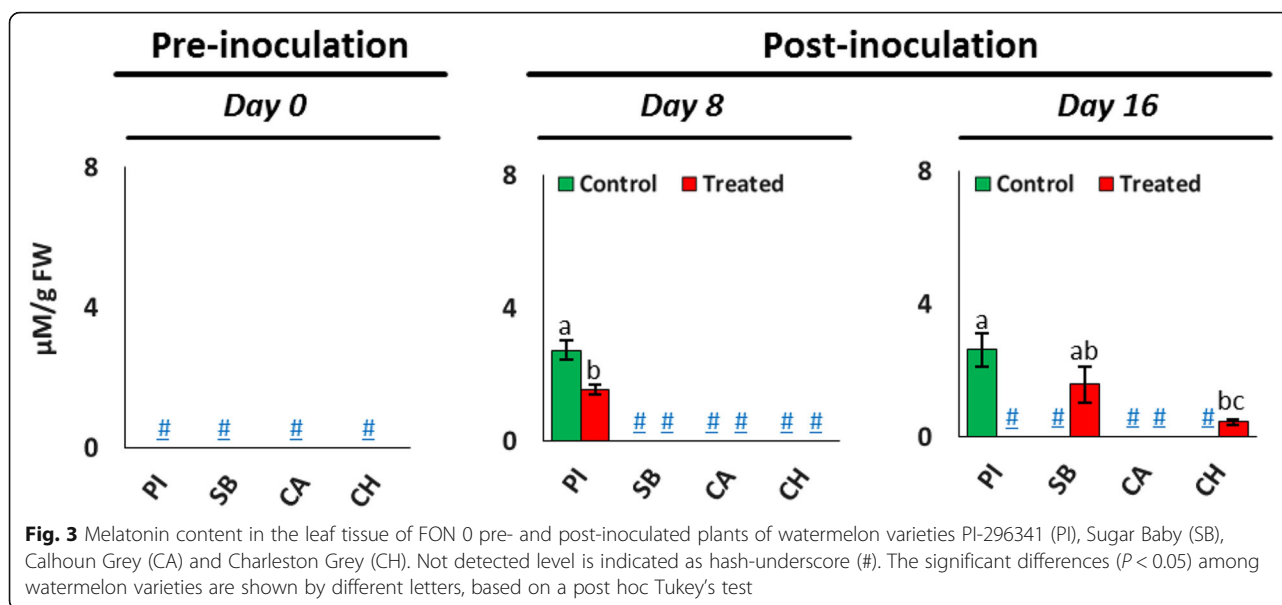 Pre-inoculation
Post-inoculation
Day 0
Day 8
Day 16
µM/g FW
8
4
0
# # # #
PI SB CA CH
8
4
0
Control Treated
a
b
# # # # # #
PI SB CA CH
8
4
0
Control Treated
a
#
#
ab
# #
#
bc
PI SB CA CH
Fig. 3 Melatonin content in the leaf tissue of FON 0 pre- and post-inoculated plants of watermelon varieties PI-296341 (PI), Sugar Baby (SB),
Calhoun Grey (CA) and Charleston Grey (CH). Not detected level is indicated as hash-underscore (#). The significant differences (P < 0.05) among
watermelon varieties are shown by different letters, based on a post hoc Tukey's test